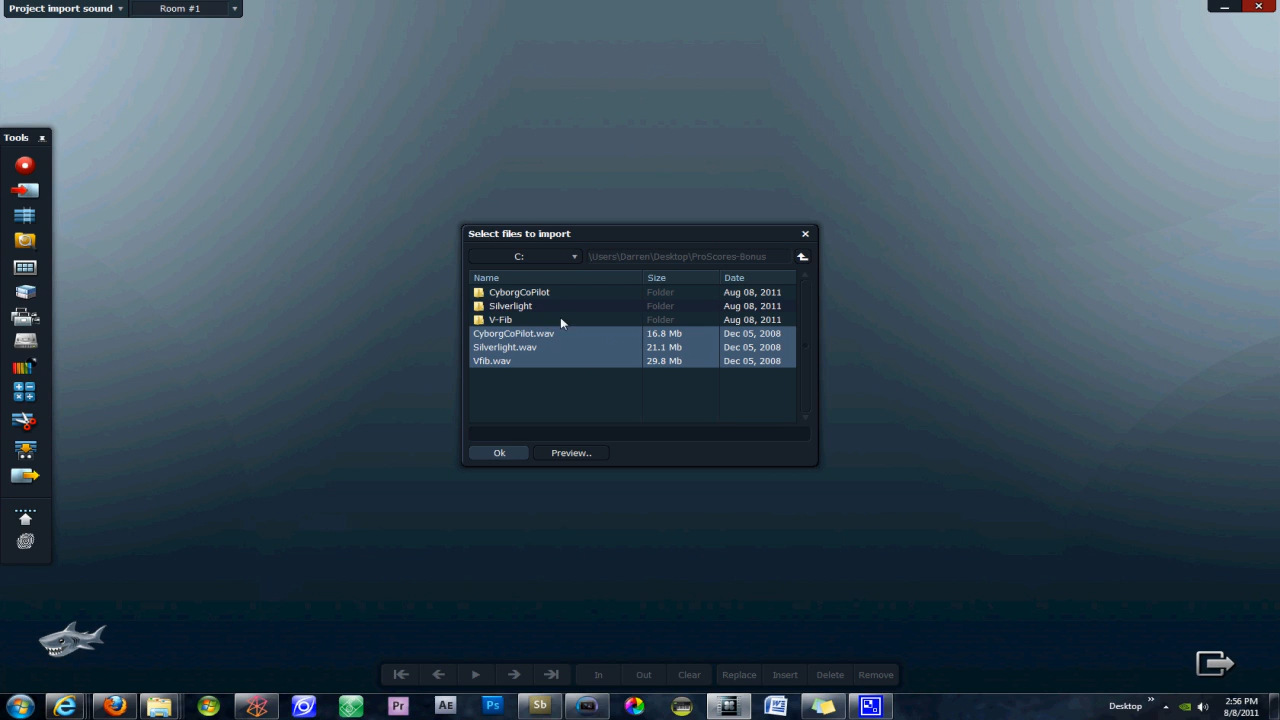 Project import sound
Room #1
Tools
Select files to import
C:
\Users\Darren\Desktop\ProScores-Bonus
Name Size Date
CyborgCoPilot Folder Aug 08, 2011
Silverlight Folder Aug 08, 2011
V-Fib Folder Aug 08, 2011
CyborgCoPilot.wav 16.8 Mb Dec 05, 2008
Silverlight.wav 21.1 Mb Dec 05, 2008
Vfib.wav 29.8 Mb Dec 05, 2008
Ok Preview..
In Out Clear Replace Insert Delete Remove
Pr AE Ps Sb
Desktop
2:56 PM
8/8/2011